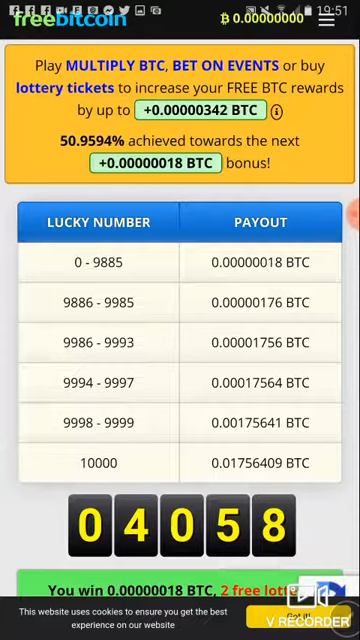 19:51
freebitcoin
₿ 0.00000000
Play MULTIPLY BTC, BET ON EVENTS or buy
lottery tickets to increase your FREE BTC rewards
by up to +0.00000342 BTC
50.9594% achieved towards the next
+0.00000018 BTC bonus!
LUCKY NUMBER PAYOUT
0 - 9885 0.00000018 BTC
9886 - 9985 0.00000176 BTC
9986 - 9993 0.00001756 BTC
9994 - 9997 0.00017564 BTC
9998 - 9999 0.00175641 BTC
10000 0.01756409 BTC
0 4 0 5 8
You win 0.00000018 BTC, 2 free
This website uses cookies to ensure you get the best
experience on our website
Got it!
V RECORDER